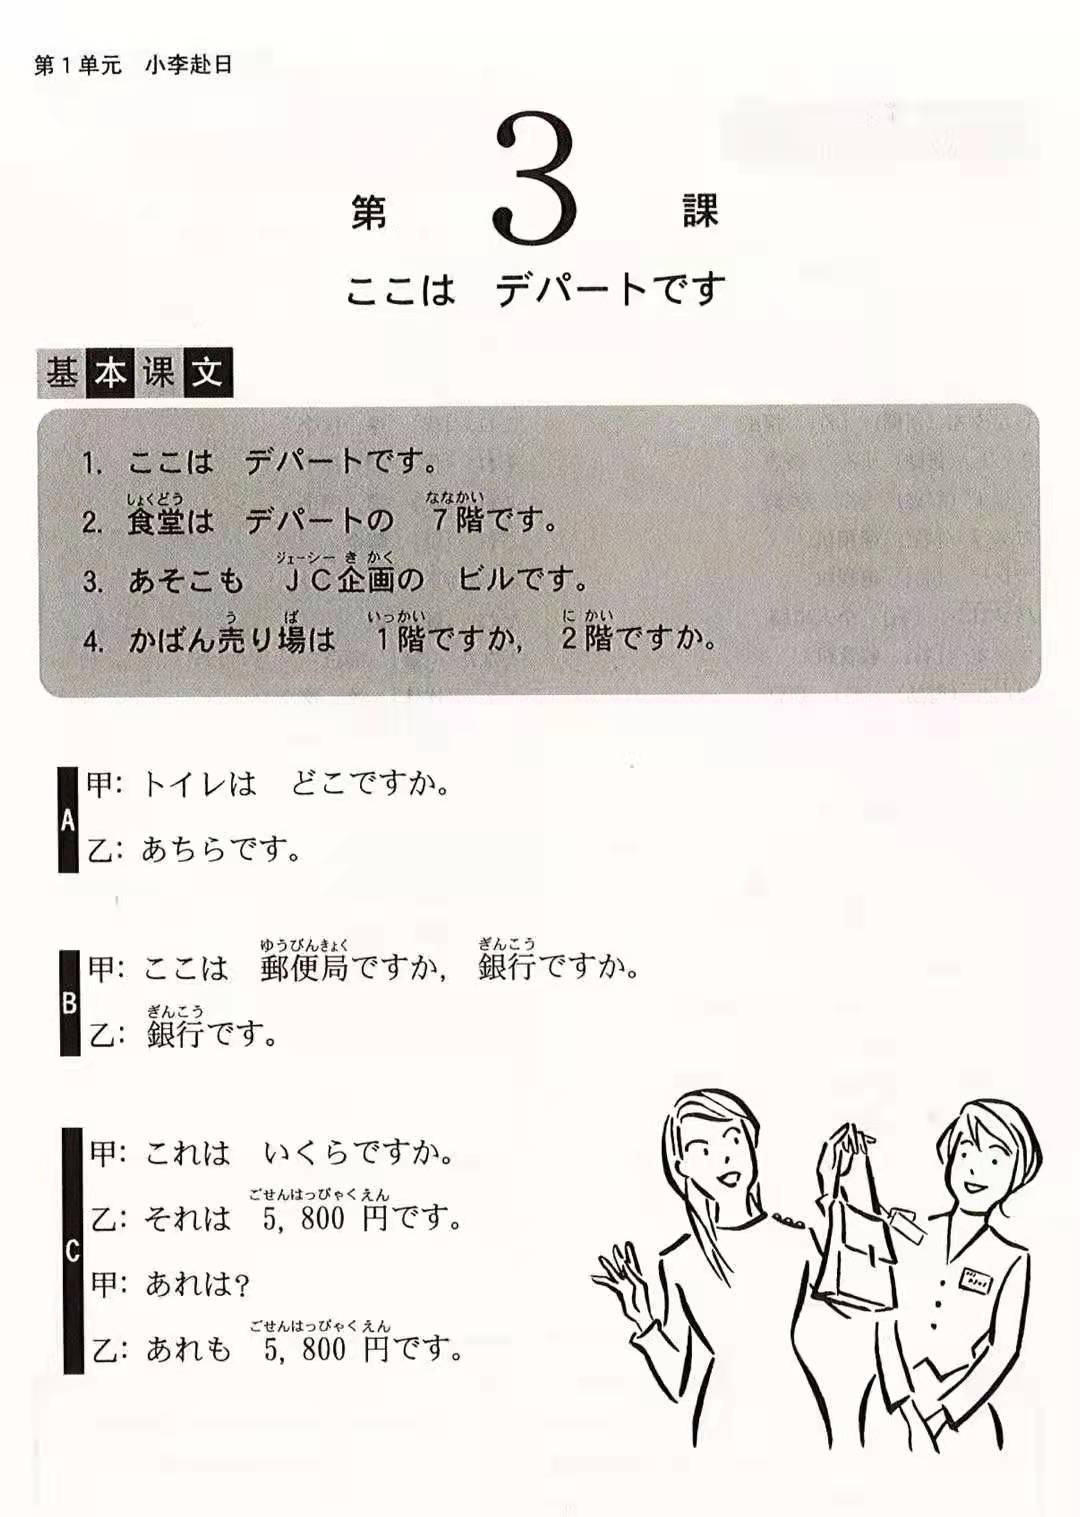 第1単元　小李赴日
第 3 課
ここは　デパートです
基本课文
1. ここは　デパートです。
しょくどう　ななかい
2. 食堂は　デパートの　7階です。
ジェーシー　き　かく
3. あそこも　JC企画の　ビルです。
う　ば　いっかい　に　かい
4. かばん売り場は　1階ですか,　2階ですか。
A
甲: トイレは　どこですか。
乙: あちらです。
B
ゆうびんきょく　ぎんこう
甲: ここは　郵便局ですか,　銀行ですか。
ぎんこう
乙: 銀行です。
C
甲: これは　いくらですか。
ごせんはっぴゃくえん
乙: それは　5, 800 円です。
甲: あれは?
ごせんはっぴゃくえん
乙: あれも　5, 800 円です。